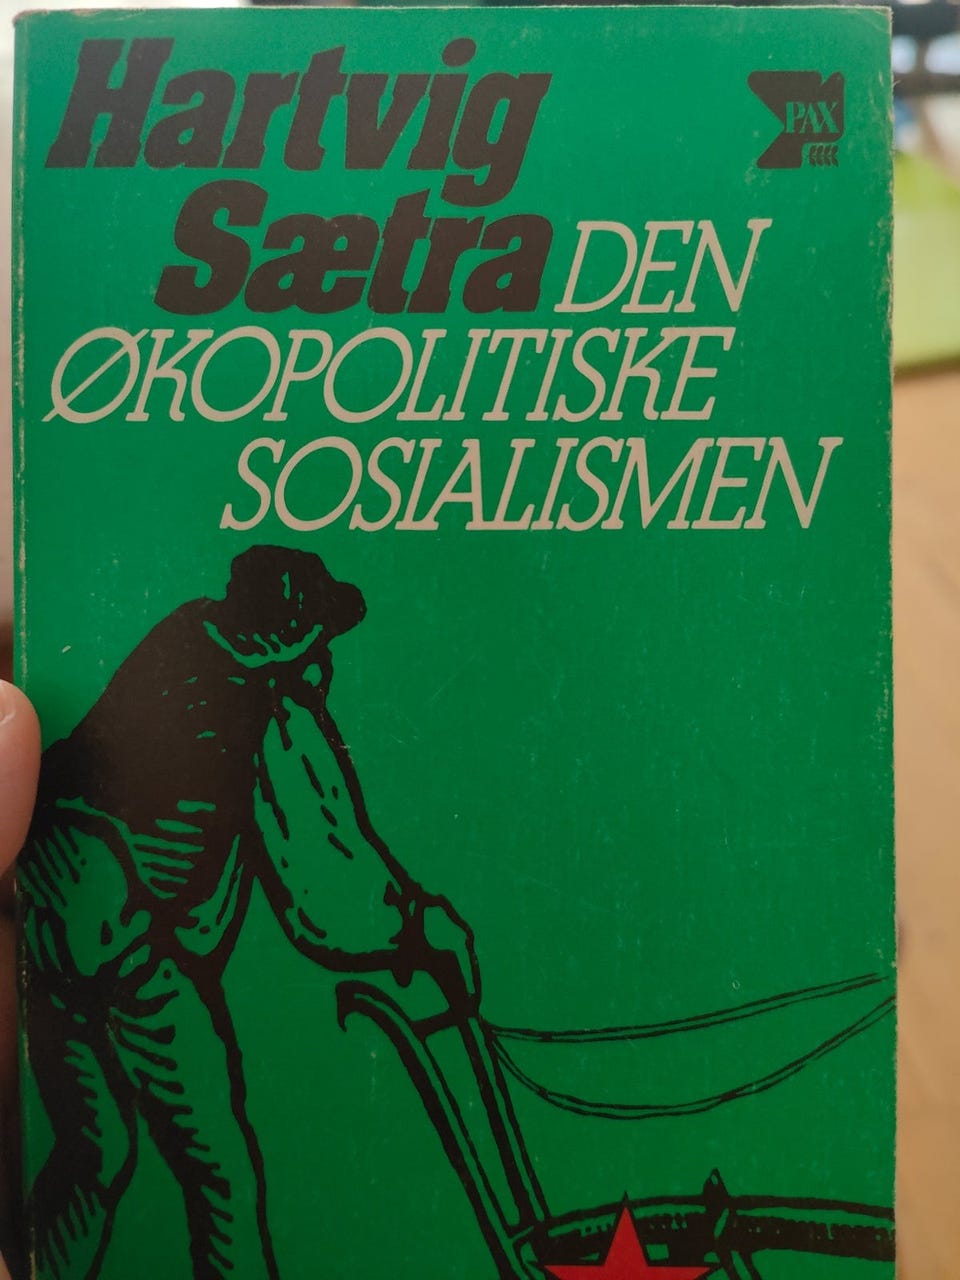 Hartvig
PAX
Sætra DEN
ØKOPOLITISKE
SOSIALISMEN